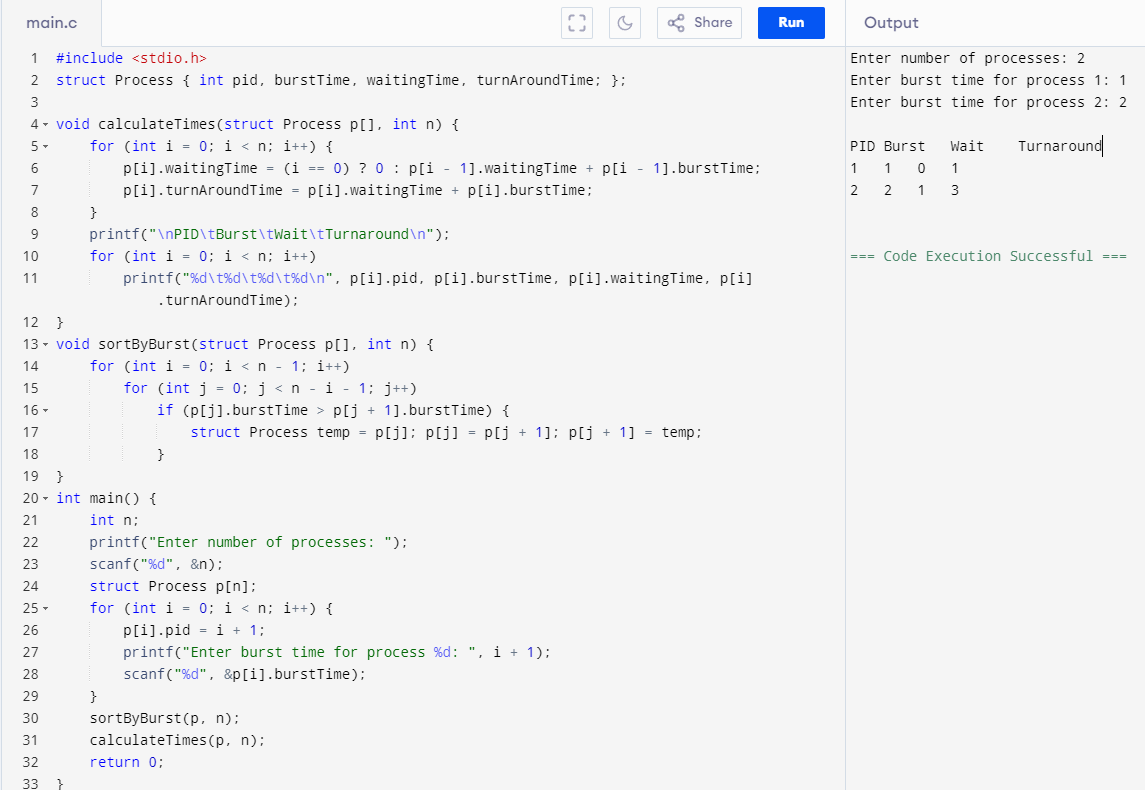 main.c
Share
Run
Output
1 #include <stdio.h>
2 struct Process { int pid, burstTime, waitingTime, turnAroundTime; };
3
4 void calculateTimes(struct Process p[], int n) {
5     for (int i = 0; i < n; i++) {
6         p[i].waitingTime = (i == 0) ? 0 : p[i - 1].waitingTime + p[i - 1].burstTime;
7         p[i].turnAroundTime = p[i].waitingTime + p[i].burstTime;
8     }
9     printf("\nPID\tBurst\tWait\tTurnaround\n");
10     for (int i = 0; i < n; i++)
11         printf("%d\t%d\t%d\t%d\n", p[i].pid, p[i].burstTime, p[i].waitingTime, p[i]
            .turnAroundTime);
12 }
13 void sortByBurst(struct Process p[], int n) {
14     for (int i = 0; i < n - 1; i++)
15         for (int j = 0; j < n - i - 1; j++)
16             if (p[j].burstTime > p[j + 1].burstTime) {
17                 struct Process temp = p[j]; p[j] = p[j + 1]; p[j + 1] = temp;
18             }
19 }
20 int main() {
21     int n;
22     printf("Enter number of processes: ");
23     scanf("%d", &n);
24     struct Process p[n];
25     for (int i = 0; i < n; i++) {
26         p[i].pid = i + 1;
27         printf("Enter burst time for process %d: ", i + 1);
28         scanf("%d", &p[i].burstTime);
29     }
30     sortByBurst(p, n);
31     calculateTimes(p, n);
32     return 0;
33 }
Enter number of processes: 2
Enter burst time for process 1: 1
Enter burst time for process 2: 2
PID Burst   Wait    Turnaround
1   1   0   1
2   2   1   3
=== Code Execution Successful ===